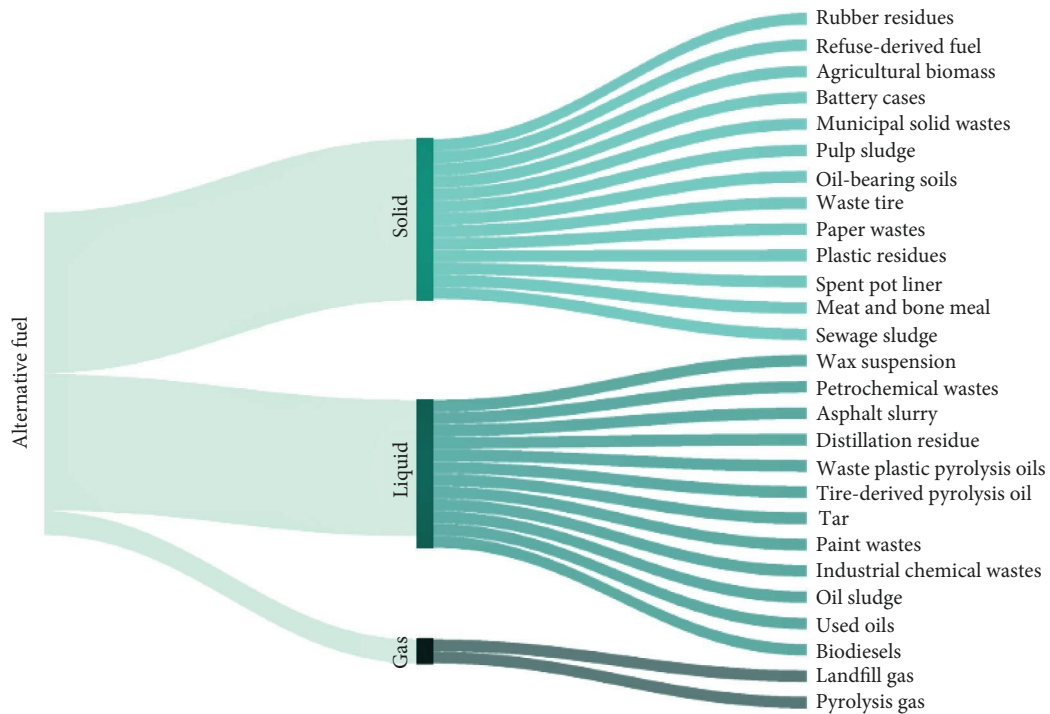 Alternative fuel
Solid
Liquid
Gas
Rubber residues
Refuse-derived fuel
Agricultural biomass
Battery cases
Municipal solid wastes
Pulp sludge
Oil-bearing soils
Waste tire
Paper wastes
Plastic residues
Spent pot liner
Meat and bone meal
Sewage sludge
Wax suspension
Petrochemical wastes
Asphalt slurry
Distillation residue
Waste plastic pyrolysis oils
Tire-derived pyrolysis oil
Tar
Paint wastes
Industrial chemical wastes
Oil sludge
Used oils
Biodiesels
Landfill gas
Pyrolysis gas